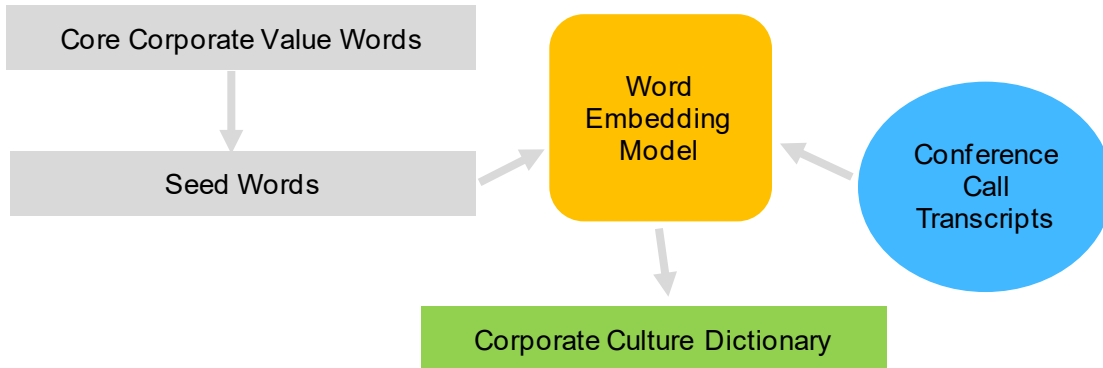 Core Corporate Value Words
Seed Words
Word
Embedding
Model
Conference
Call
Transcripts
Corporate Culture Dictionary